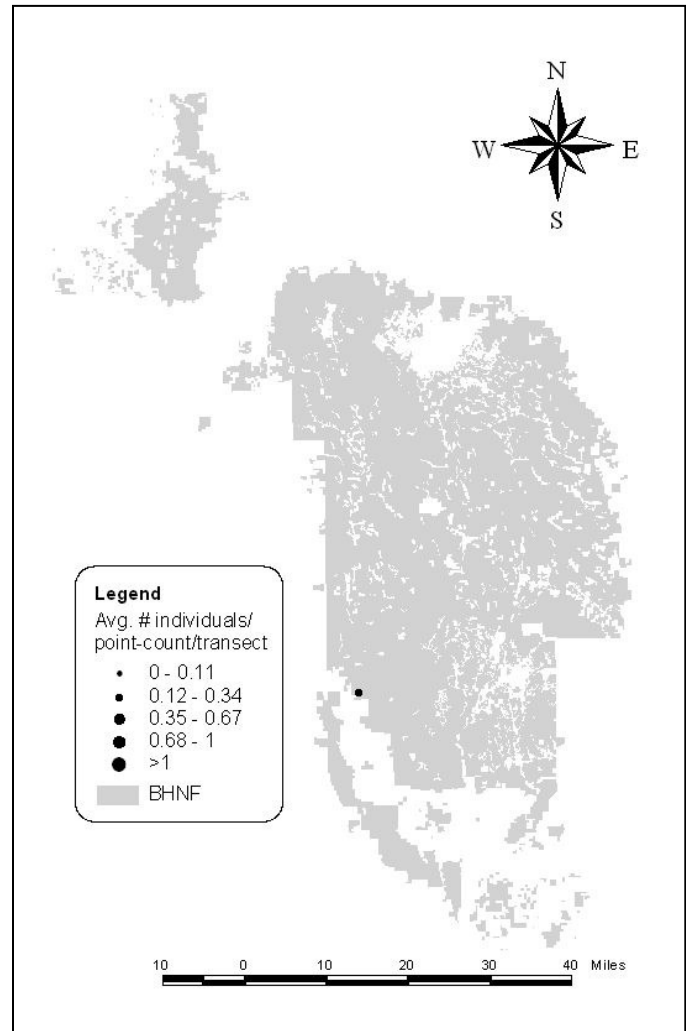 N
W E
S
Legend
Avg. # individuals/
point-count/transect
0 - 0.11
0.12 - 0.34
0.35 - 0.67
0.68 - 1
>1
BHNF
10 0 10 20 30 40 Miles